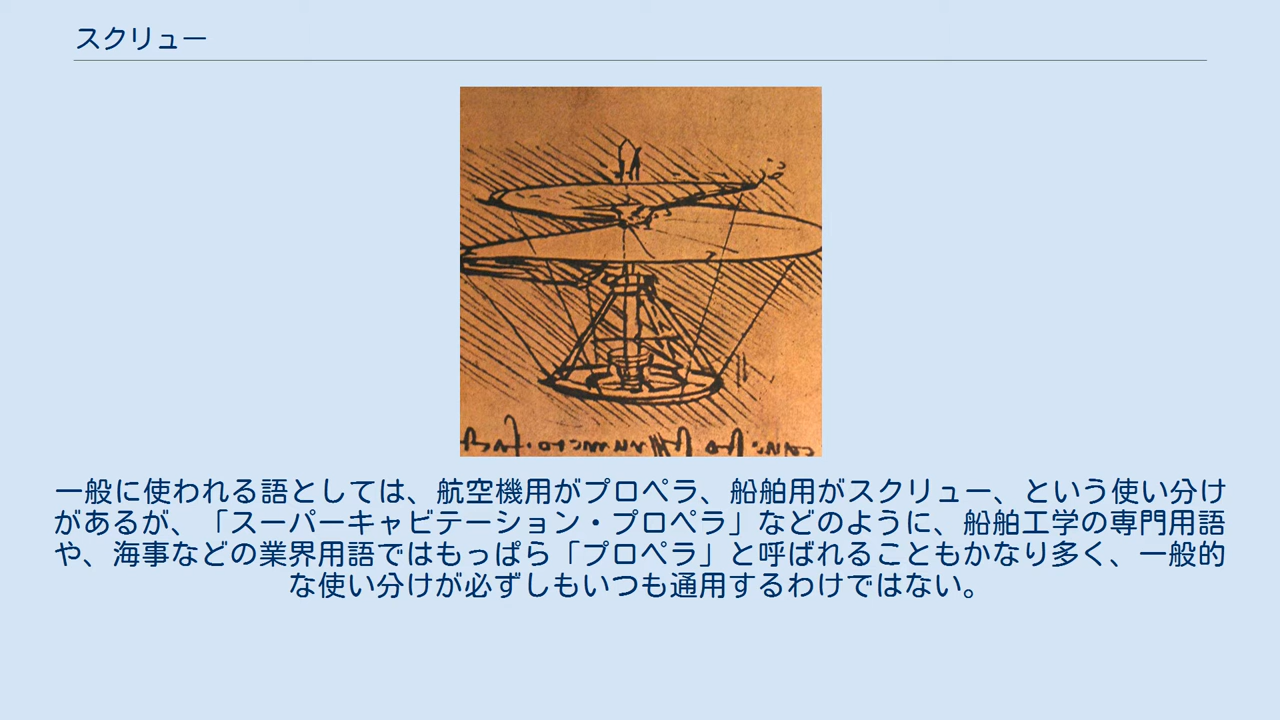 スクリュー
一般に使われる語としては、航空機用がプロペラ、船舶用がスクリュー、という使い分け
があるが、「スーパーキャビテーション・プロペラ」などのように、船舶工学の専門用語
や、海事などの業界用語ではもっぱら「プロペラ」と呼ばれることもかなり多く、一般的
な使い分けが必ずしもいつも通用するわけではない。